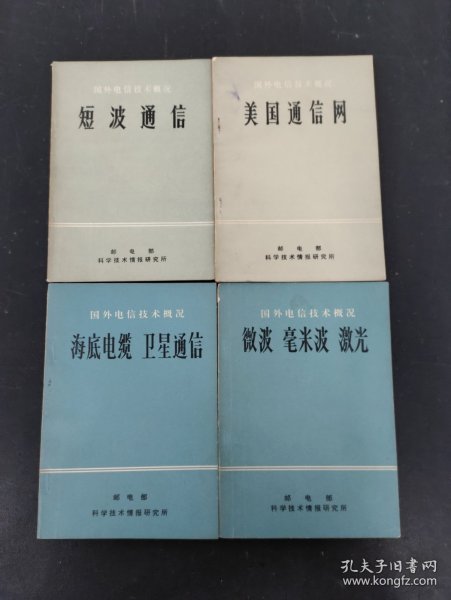 国外电信技术概况
短波通信
邮电部
科学技术情报研究所
国外电信技术概况
美国通信网
邮电部
科学技术情报研究所
国外电信技术概况
海底电缆 卫星通信
邮电部
科学技术情报研究所
国外电信技术概况
微波 毫米波 激光
邮电部
科学技术情报研究所
孔夫子旧书网
www.kongfz.com